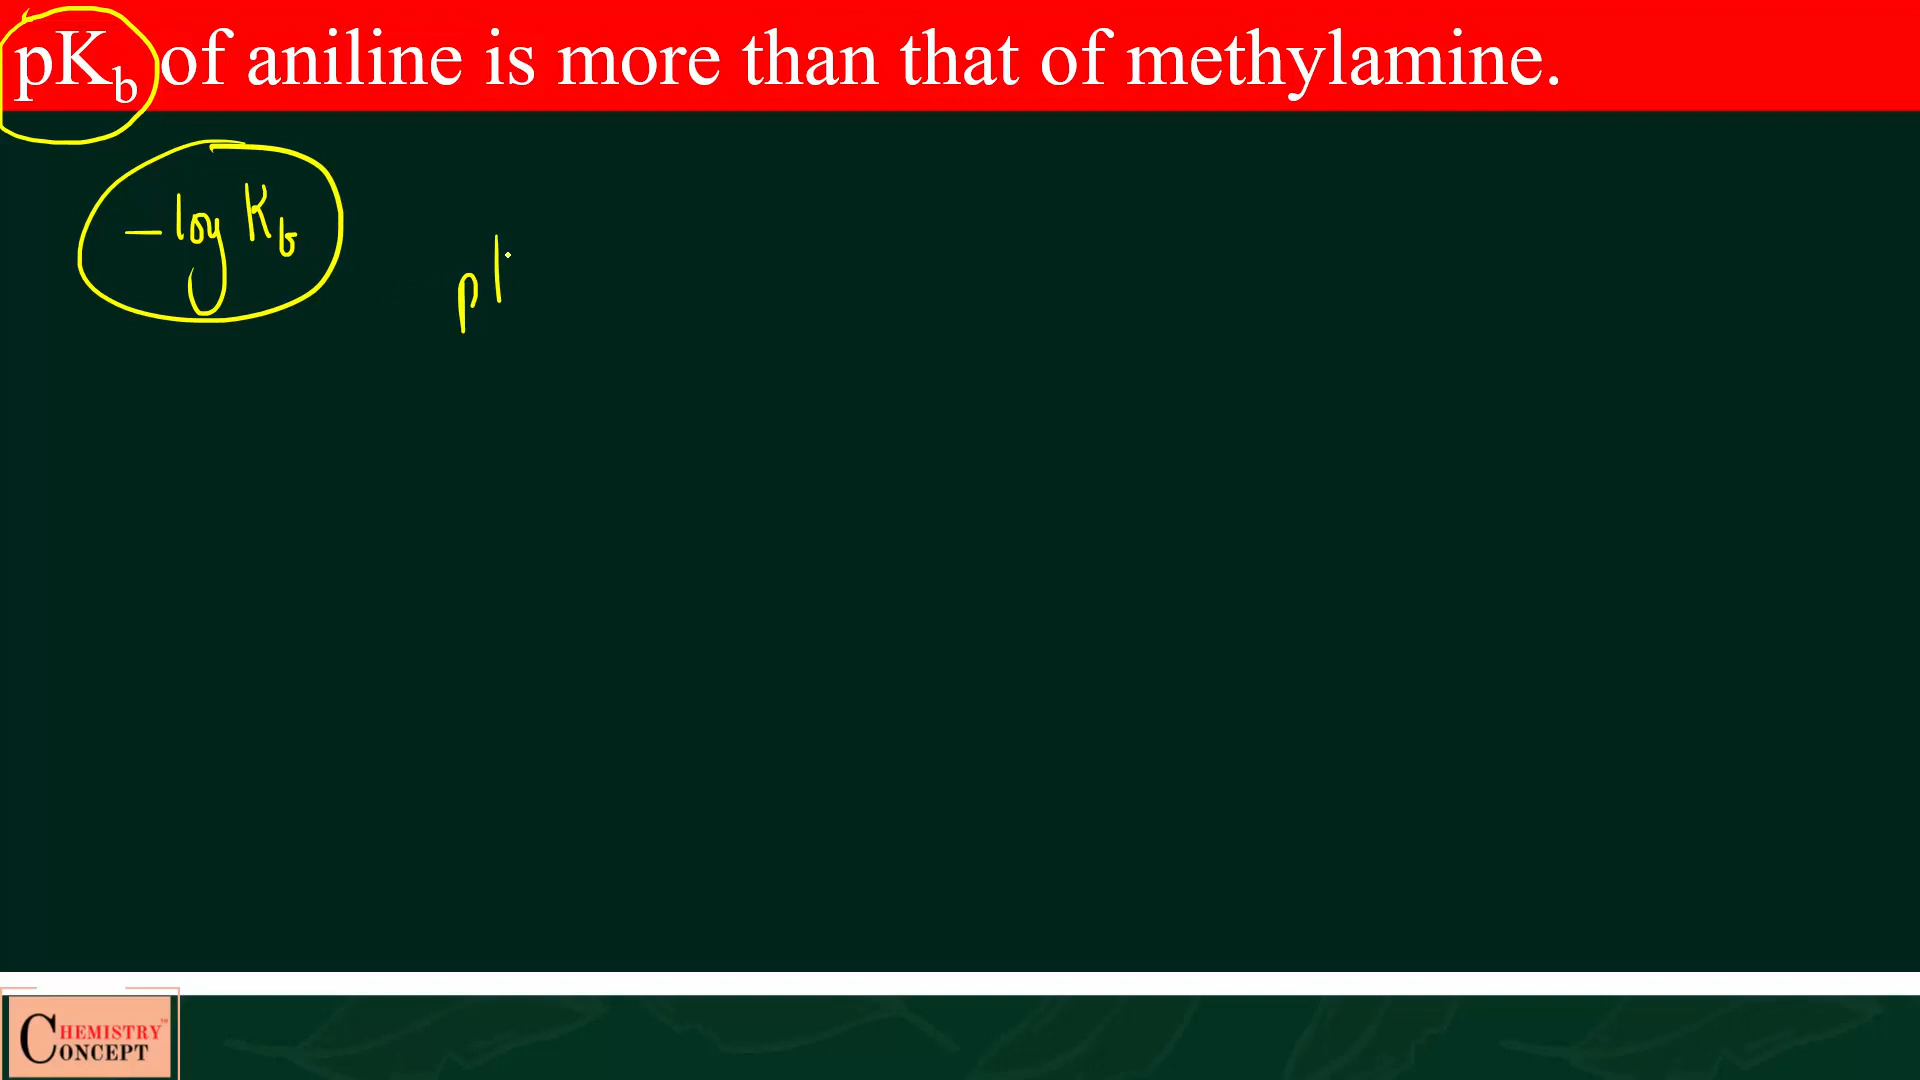 pKb of aniline is more than that of methylamine.
– log Kb
p
CHEMISTRY
CONCEPT